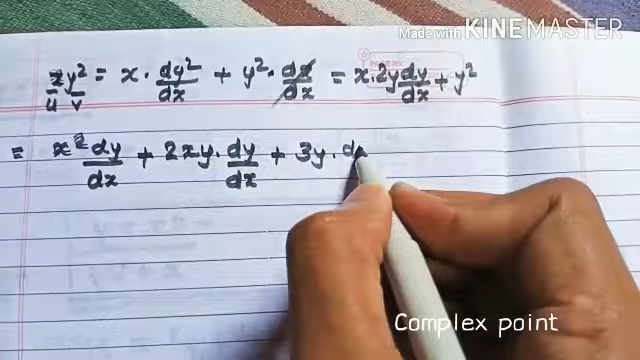 Made with KINEMASTER
xy² = x · dy²/dx + y² · dx/dx = x·2y dy/dx + y²
u v
= x² dy/dx + 2xy · dy/dx + 3y · d
Complex point